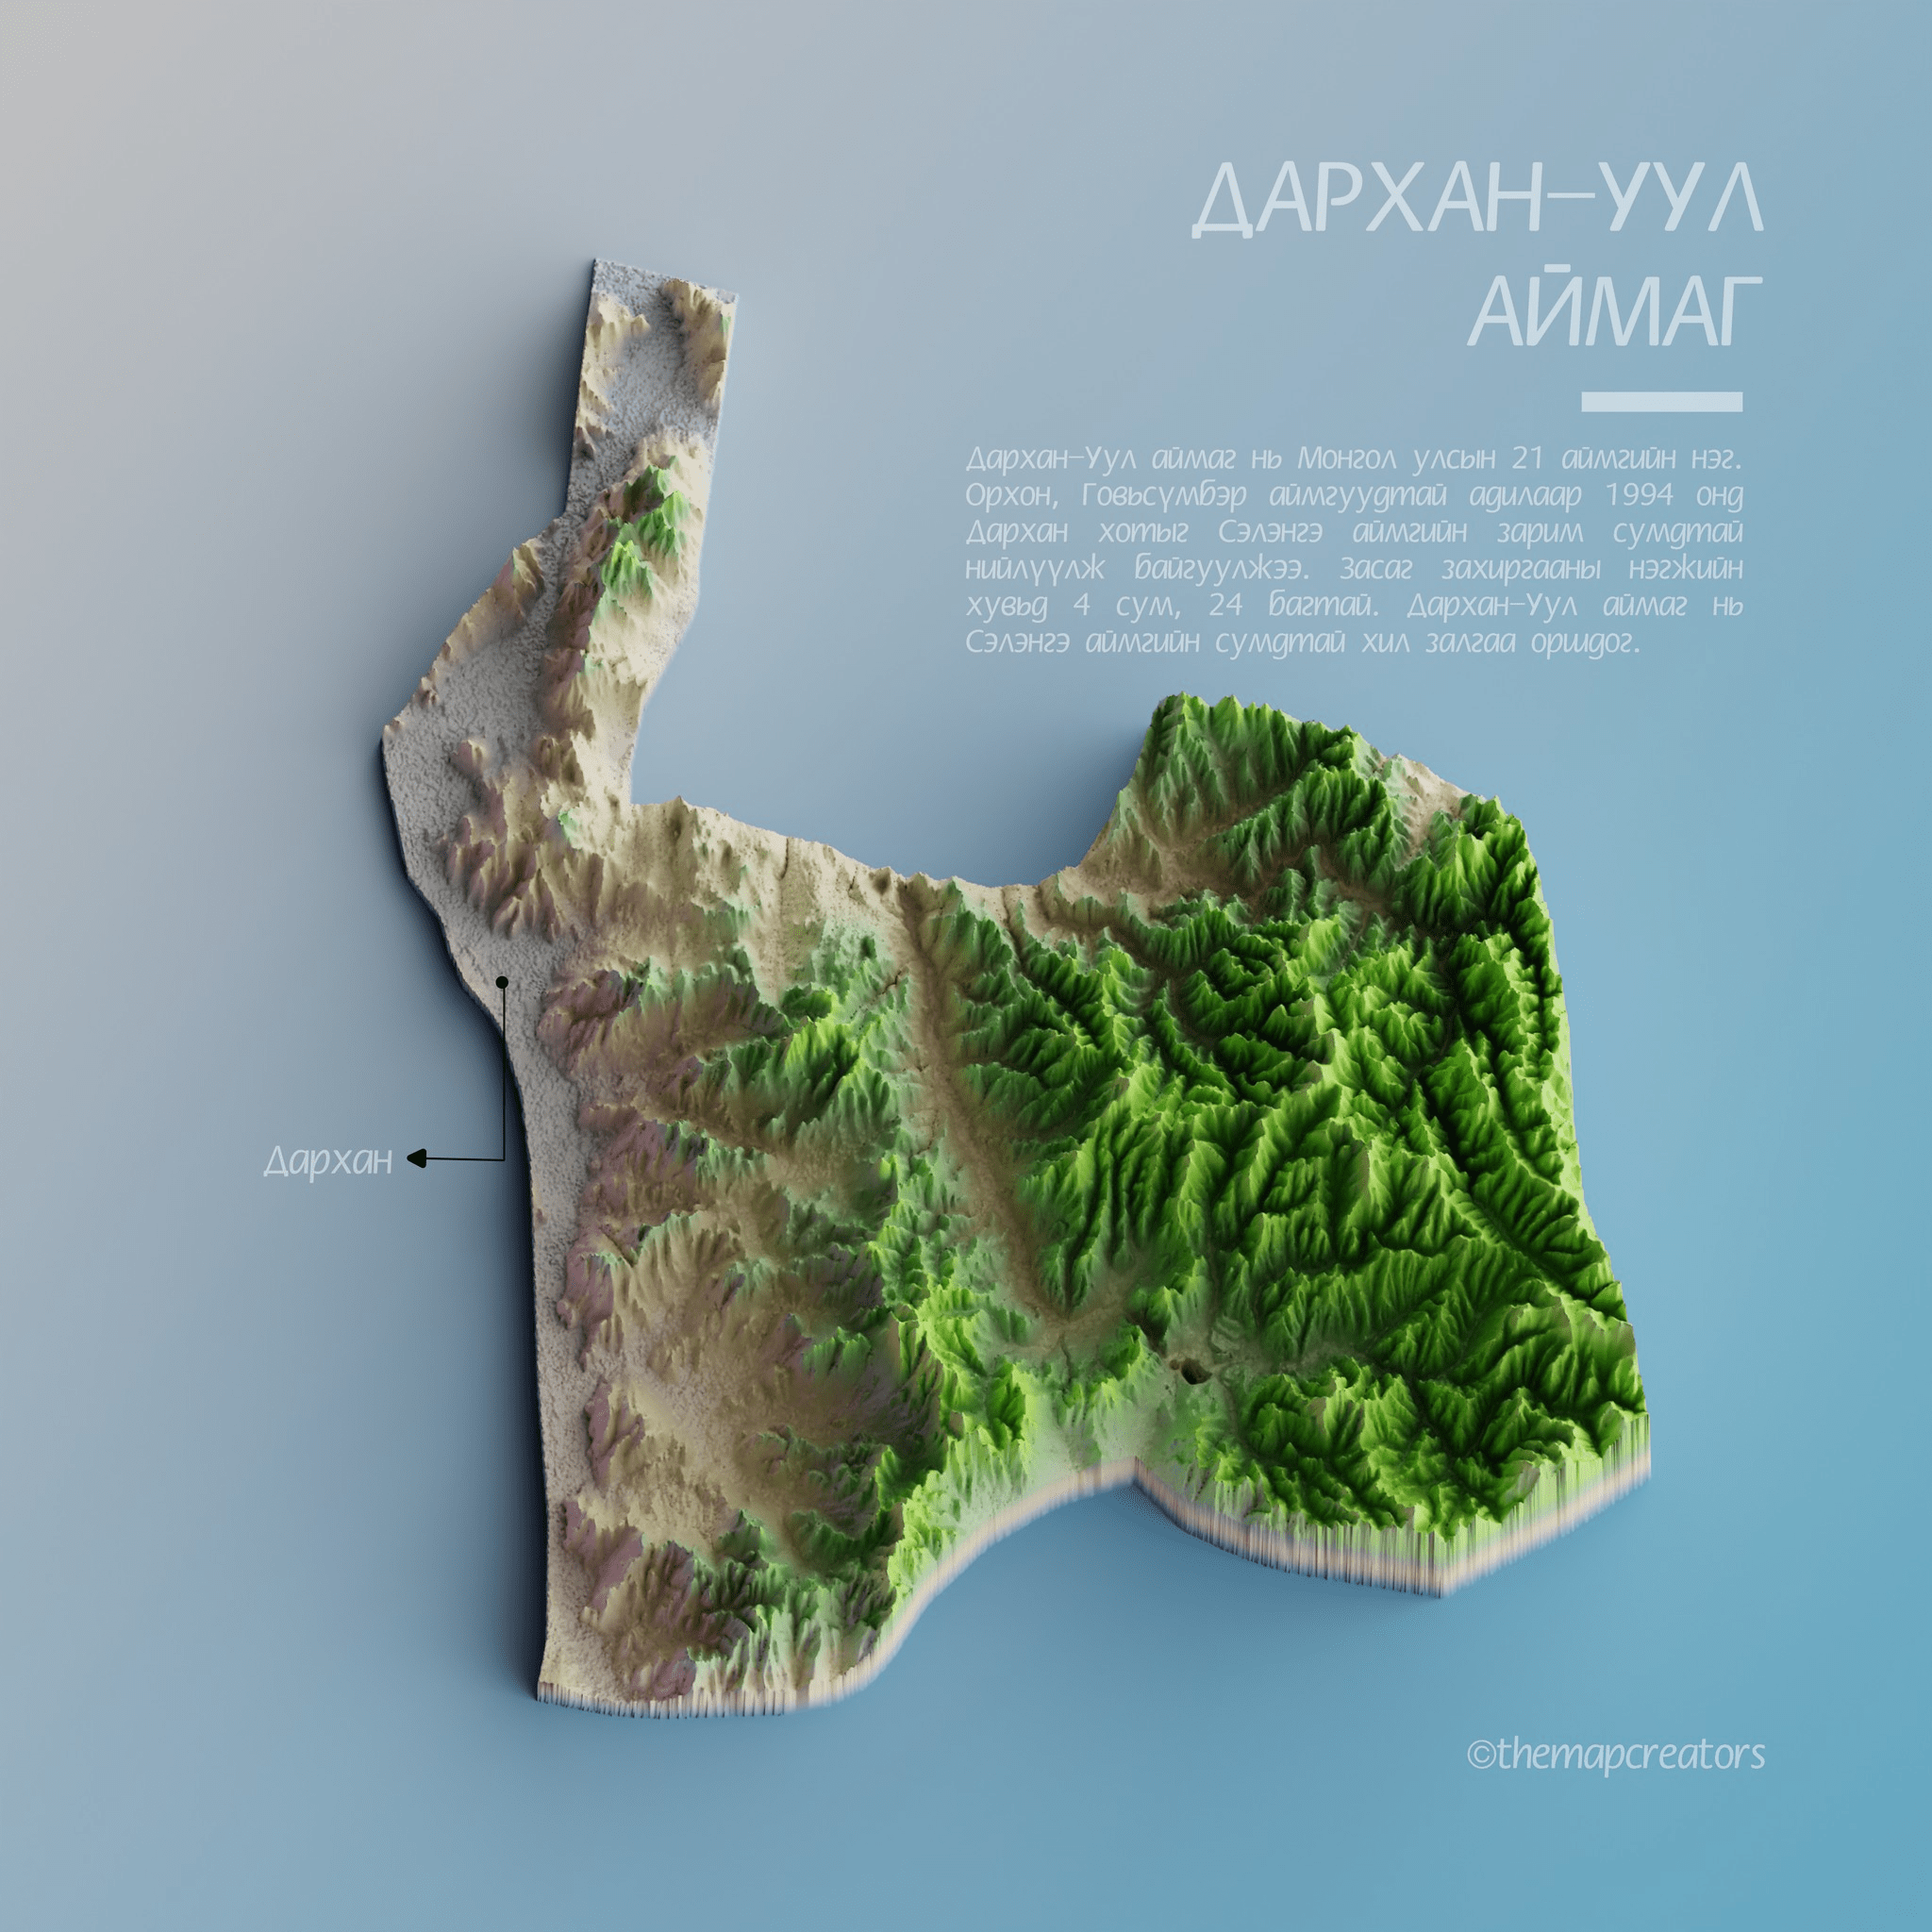 ДАРХАН-УУЛ
АЙМАГ
Дархан-Уул аймаг нь Монгол улсын 21 аймгийн нэг.
Орхон, Говьсүмбэр аймгуудтай адилаар 1994 онд
Дархан хотыг Сэлэнгэ аймгийн зарим сумдтай
нийлүүлж байгуулжээ. Засаг захиргааны нэгжийн
хувьд 4 сум, 24 багтай. Дархан-Уул аймаг нь
Сэлэнгэ аймгийн сумдтай хил залгаа оршдог.
Дархан
©themapcreators